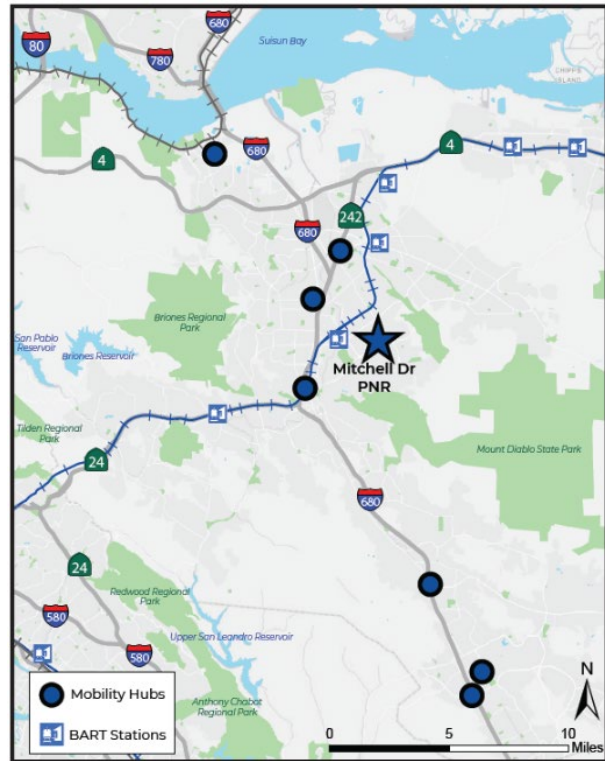 Suisun Bay
CHIPPS
ISLAND
80
780
680
4
4
242
680
Briones Regional
Park
San Pablo
Reservoir
Briones Reservoir
Mitchell Dr
PNR
Tilden Regional
Park
24
Mount Diablo State
Park
680
24
Redwood Regional
Park
580
580
Upper San Leandro Reservoir
Anthony Chabot
Regional Park
Mobility Hubs
BART Stations
N
0
5
10
Miles